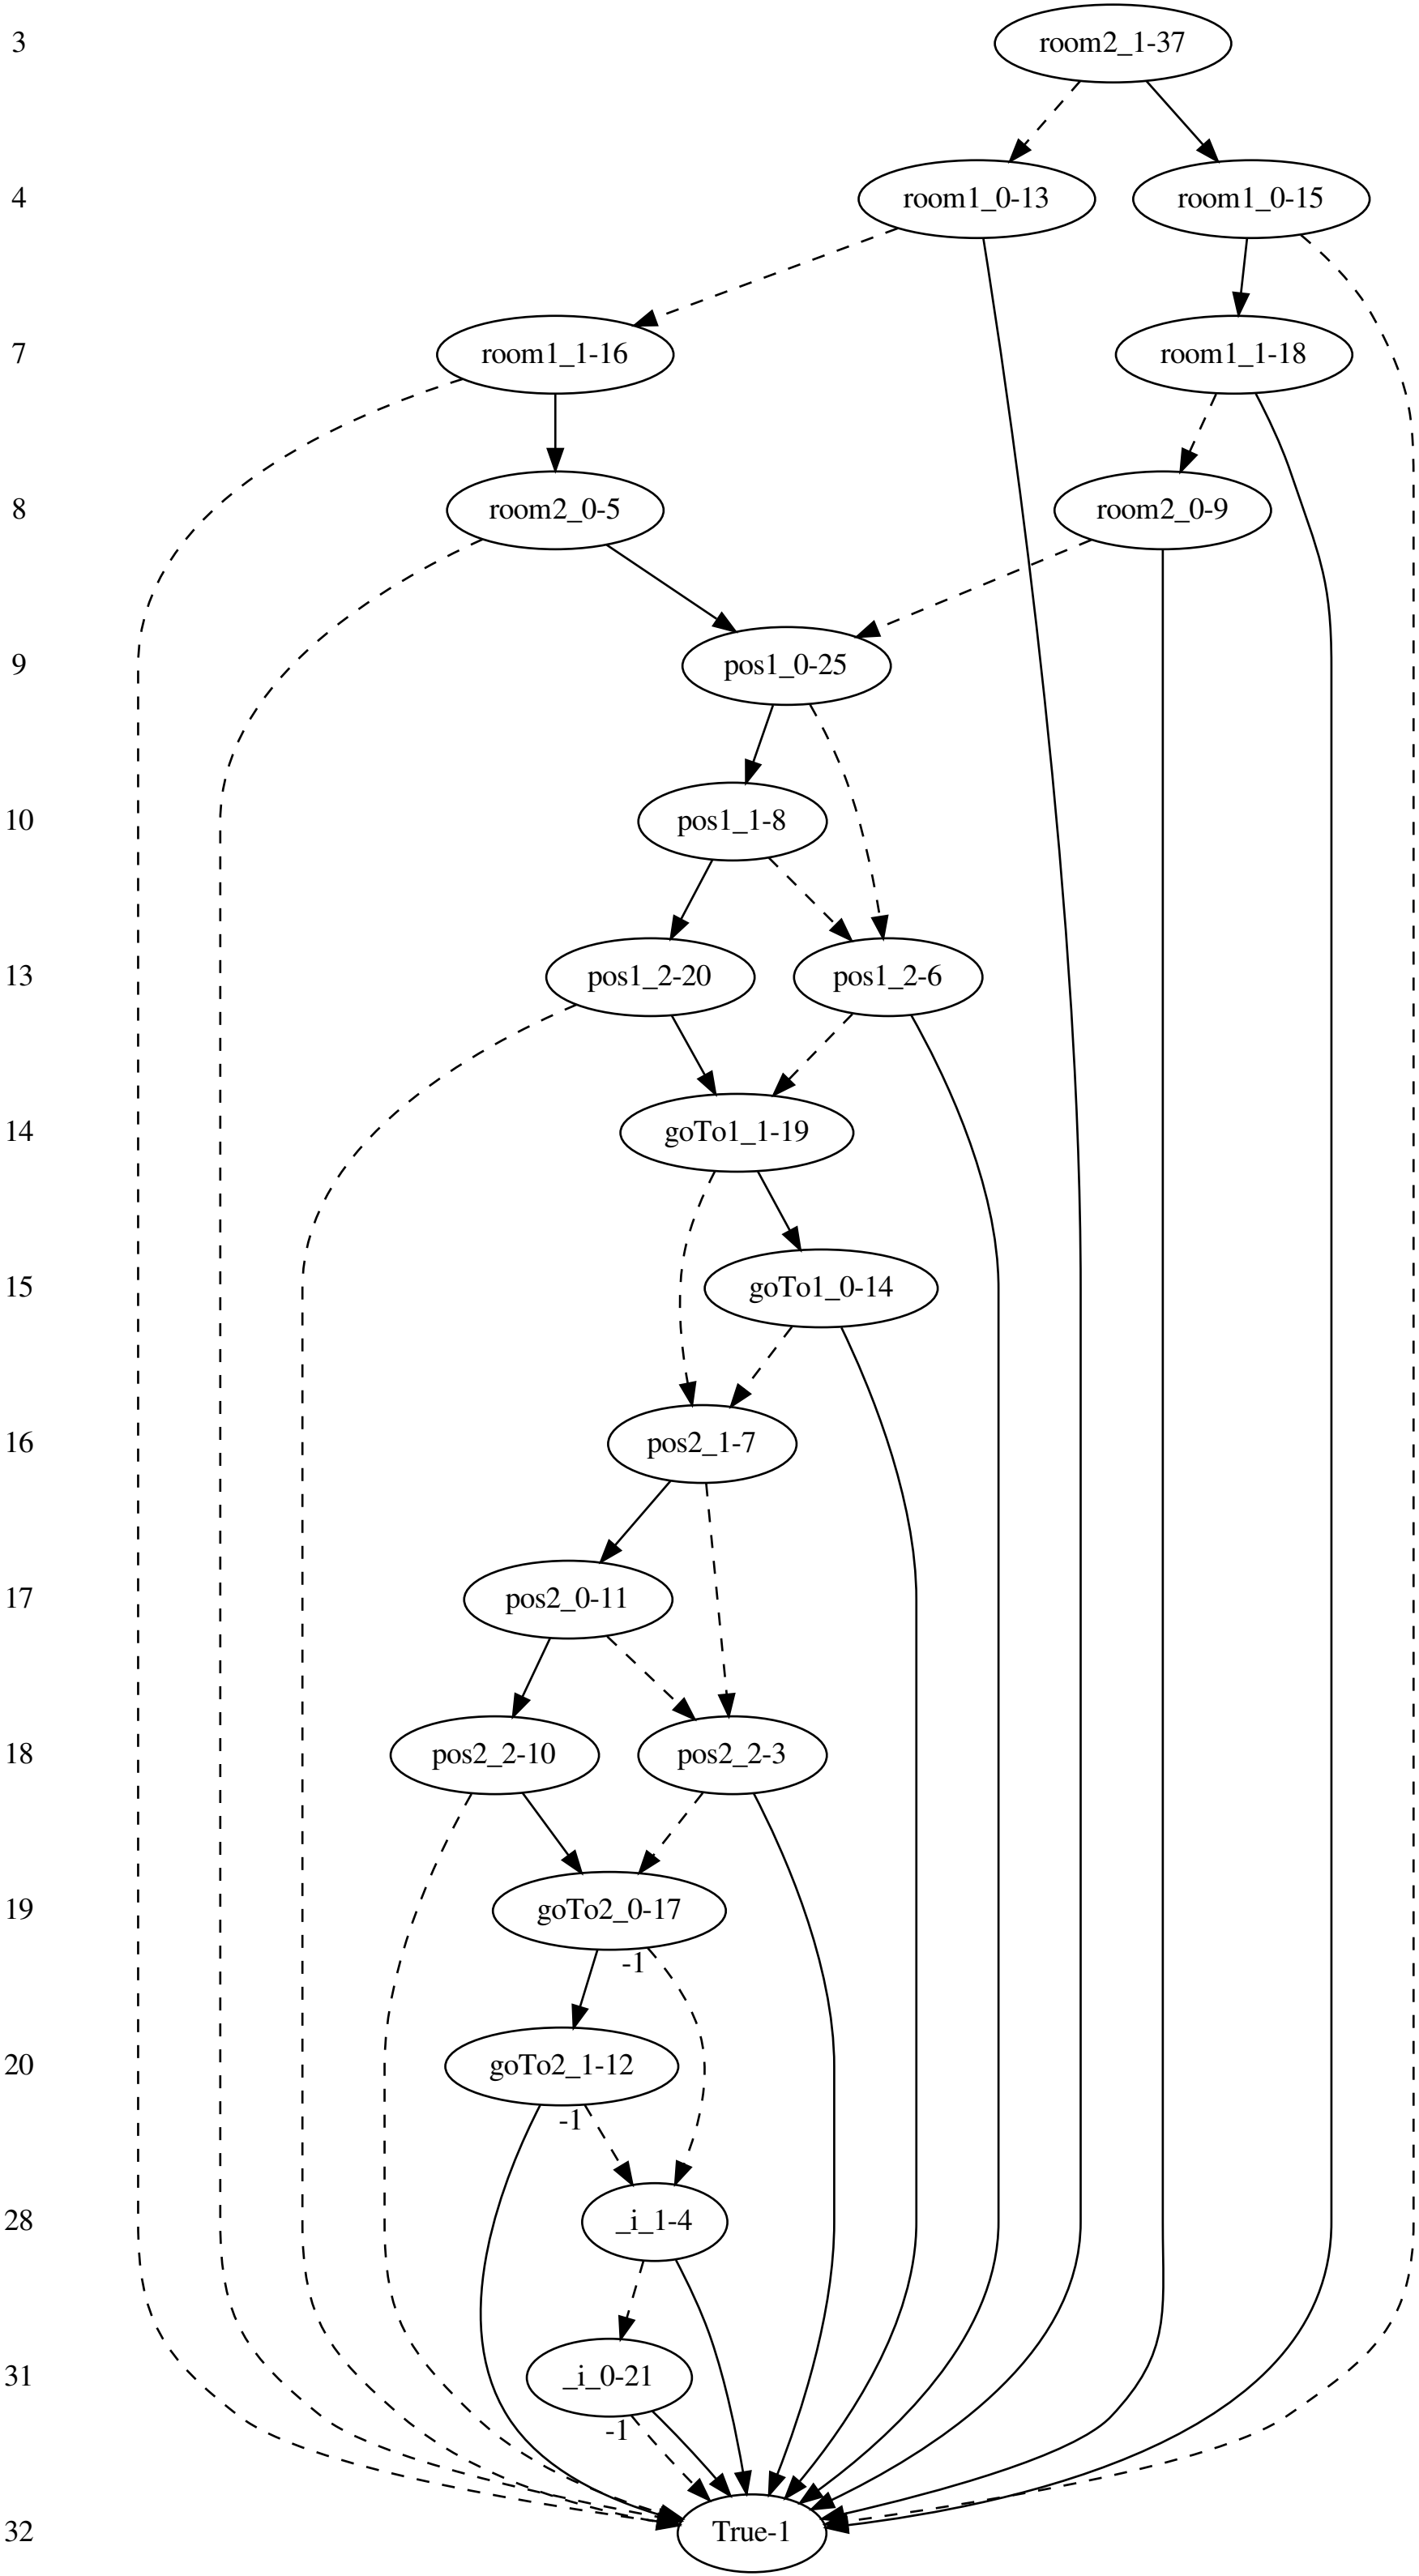 3 room2_1-37
4 room1_0-13 room1_0-15
7 room1_1-16 room1_1-18
8 room2_0-5 room2_0-9
9 pos1_0-25
10 pos1_1-8
13 pos1_2-20 pos1_2-6
14 goTo1_1-19
15 goTo1_0-14
16 pos2_1-7
17 pos2_0-11
18 pos2_2-10 pos2_2-3
19 goTo2_0-17
-1
20 goTo2_1-12
-1
28 _i_1-4
31 _i_0-21
-1
32 True-1